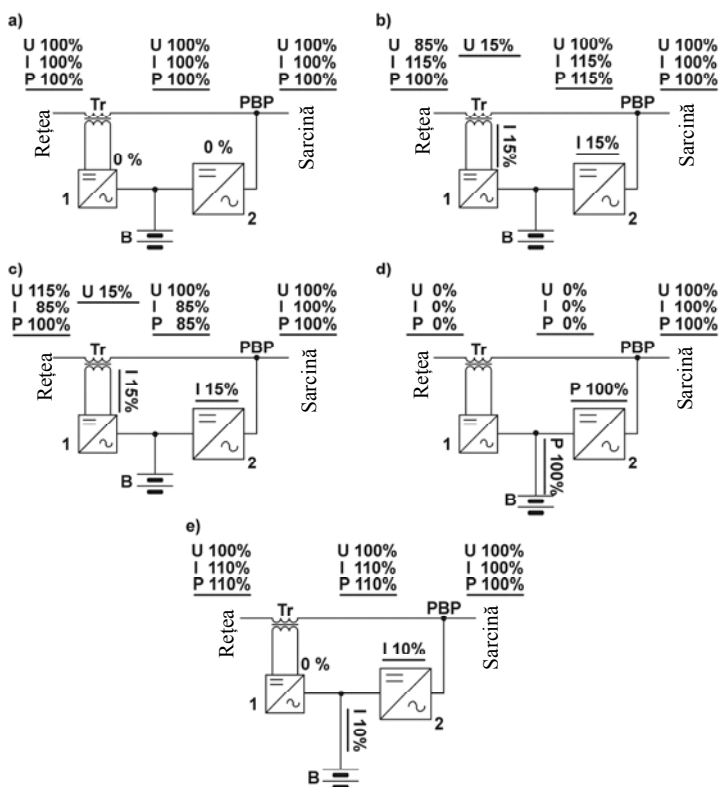 a)
U 100% U 100% U 100%
I 100% I 100% I 100%
P 100% P 100% P 100%
Tr PBP
Rețea Sarcină
0 % 0 %
1 2
B
b)
U 85% U 15% U 100% U 100%
I 115% I 115% I 100%
P 100% P 115% P 100%
Tr PBP
Rețea Sarcină
I 15% I 15%
1 2
B
c)
U 115% U 15% U 100% U 100%
I 85% I 85% I 100%
P 100% P 85% P 100%
Tr PBP
Rețea Sarcină
I 15% I 15%
1 2
B
d)
U 0% U 0% U 100%
I 0% I 0% I 100%
P 0% P 0% P 100%
Tr PBP
Rețea Sarcină
P 100%
1 2
P 100%
B
e)
U 100% U 100% U 100%
I 110% I 110% I 100%
P 110% P 110% P 100%
Tr PBP
Rețea Sarcină
0 % I 10%
1 2
I 10%
B